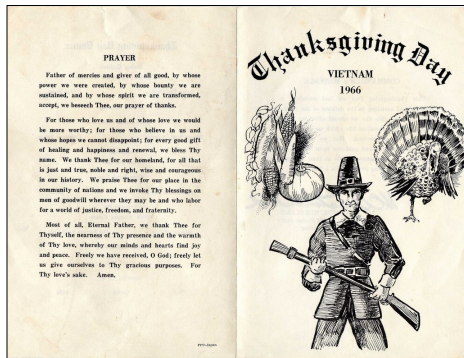 PRAYER
Father of mercies and giver of all good, by whose
power we were created, by whose bounty we are
sustained, and by whose spirit we are transformed,
accept, we beseech Thee, our prayer of thanks.
For those who love us and of whose love we would
be more worthy; for those who believe in us and
whose hopes we cannot disappoint; for every good gift
of healing and happiness and renewal, we bless Thy
name. We thank Thee for our homeland, for all that
is just and true, noble and right, wise and courageous
in our history. We praise Thee for our place in the
community of nations and we invoke Thy blessings on
men of goodwill wherever they may be and who labor
for a world of justice, freedom, and fraternity.
Most of all, Eternal Father, we thank Thee for
Thyself, the nearness of Thy presence and the warmth
of Thy love, whereby our minds and hearts find joy
and peace. Freely we have received, O God; freely let
us give ourselves to Thy gracious purposes. For
Thy love's sake. Amen.
Thanksgiving Day
VIETNAM
1966